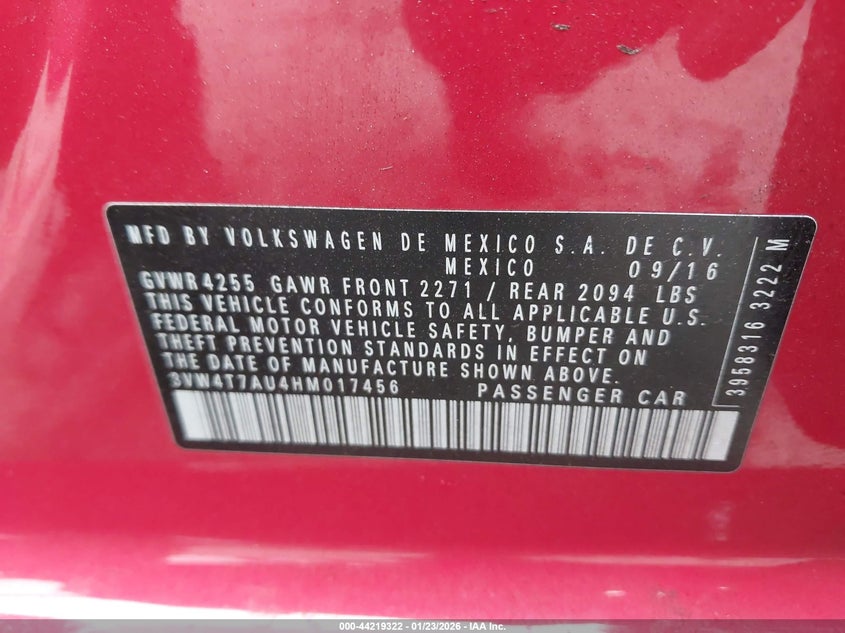 MFD BY VOLKSWAGEN DE MEXICO S.A. DE C.V.
MEXICO 09/16
GVWR4255 GAWR FRONT 2271 / REAR 2094 LBS
THIS VEHICLE CONFORMS TO ALL APPLICABLE U.S.
FEDERAL MOTOR VEHICLE SAFETY, BUMPER AND
THEFT PREVENTION STANDARDS IN EFFECT ON
THE DATE OF MANUFACTURE SHOWN ABOVE.
3VW4T7AU4HM017456 PASSENGER CAR
3958316 3222 M
000-44219322 - 01/23/2026 - IAA Inc.